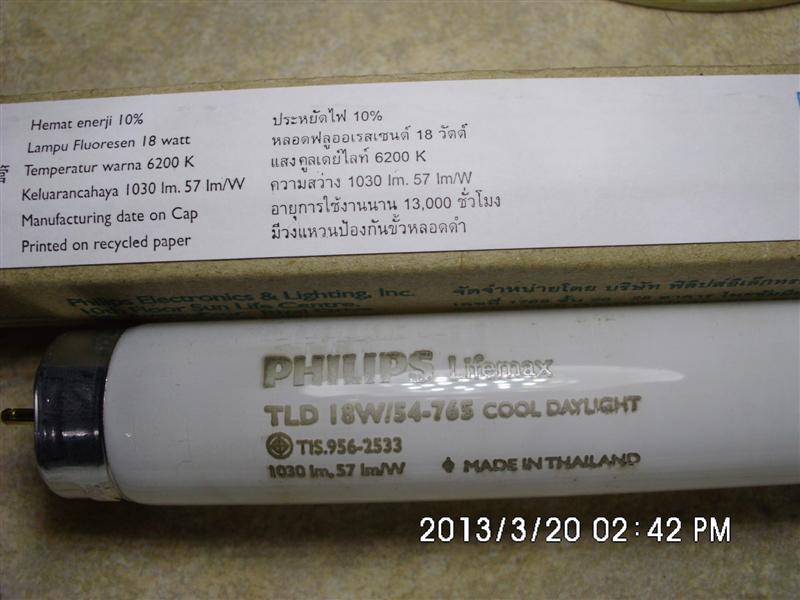 Hemat enerji 10%
Lampu Fluoresen 18 watt
Temperatur warna 6200 K
Keluarancahaya 1030 lm. 57 lm/W
Manufacturing date on Cap
Printed on recycled paper
ประหยัดไฟ 10%
หลอดฟลูออเรสเซนต์ 18 วัตต์
แสงคูลเดย์ไลท์ 6200 K
ความสว่าง 1030 lm. 57 lm/W
อายุการใช้งานนาน 13,000 ชั่วโมง
มีวงแหวนป้องกันขั้วหลอดดำ
Philips Electronics & Lighting, Inc.
Floor Sun Life Centre,
จัดจำหน่ายโดย บริษัท
PHILIPS Lifemax
TLD 18W/54-765 COOL DAYLIGHT
TIS.956-2533
1030 lm, 57 lm/W MADE IN THAILAND
2013/3/20 02:42 PM